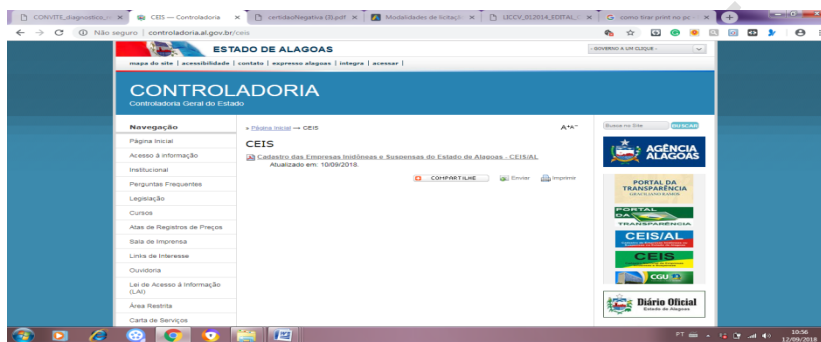 CONVITE_diagnostico_
CEIS — Controladoria
certidaoNegativa (3).pdf
Modalidades de licitaçã
LICCV_012014_EDITAL_
como tirar print no pc -
Não seguro | controladoria.al.gov.br/ceis
ESTADO DE ALAGOAS
- GOVERNO A UM CLIQUE -
mapa do site | acessibilidade | contato | expresso alagoas | integra | acessar |
CONTROLADORIA
Controladoria Geral do Estado
Navegação
Página Inicial
Acesso à informação
Institucional
Perguntas Frequentes
Legislação
Cursos
Atas de Registros de Preços
Sala de Imprensa
Links de Interesse
Ouvidoria
Lei de Acesso à Informação
(LAI)
Área Restrita
Carta de Serviços
Página Inicial → CEIS
A+A-
CEIS
Cadastro das Empresas Inidôneas e Suspensas do Estado de Alagoas - CEIS/AL
Atualizado em: 10/09/2018.
COMPARTILHE
Enviar
Imprimir
Busca no Site
BUSCAR
AGÊNCIA
ALAGOAS
PORTAL DA
TRANSPARÊNCIA
GRACILIANO RAMOS
PORTAL
DA
TRANSPARÊNCIA
CEIS/AL
CEIS
CGU
Diário Oficial
Estado de Alagoas
PT
10:56
12/09/2018